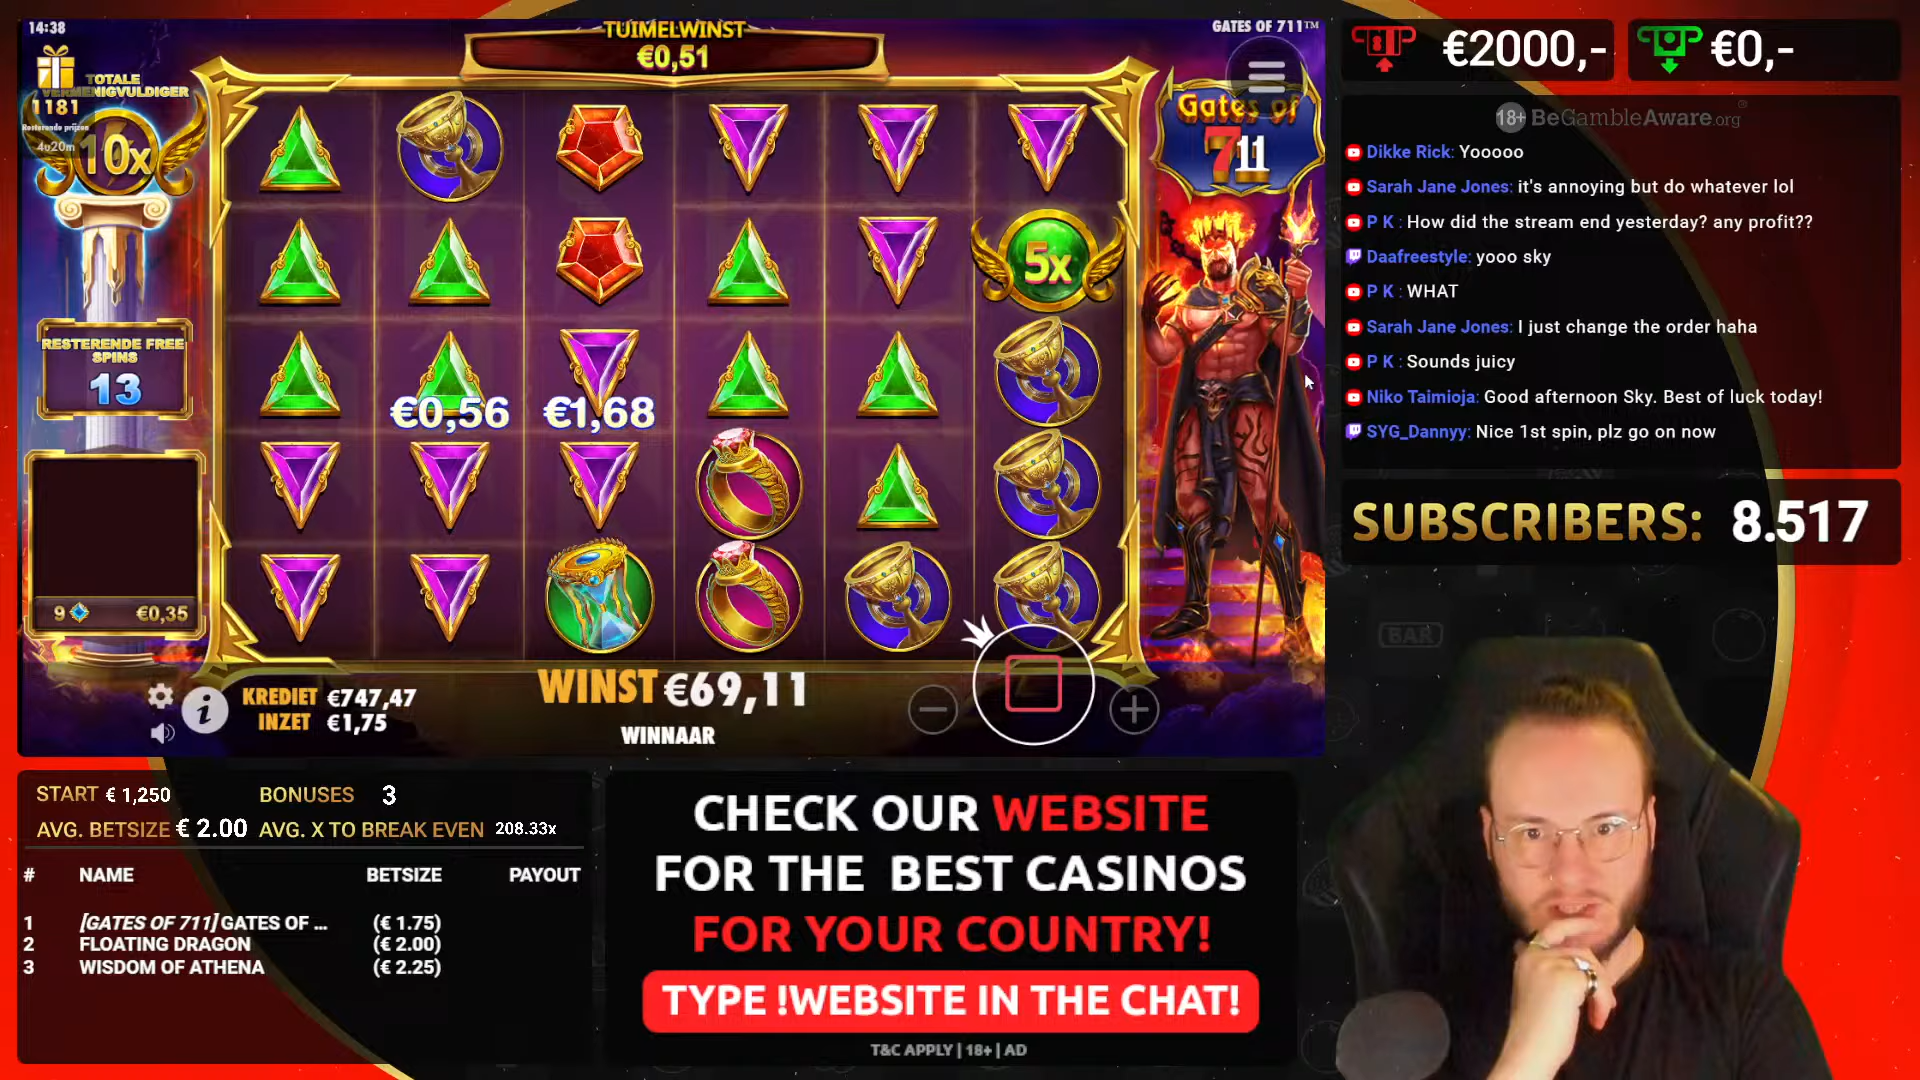 14:38
TUIMELWINST
€0,51
GATES OF 711™
TOTALE
VERMENIGVULDIGER
1181
Resterende prijzen
4u20m
10x
Gates of
711
5x
RESTERENDE FREE
SPINS
13
€0,56
€1,68
9
€0,35
KREDIET €747,47
INZET €1,75
WINST €69,11
WINNAAR
€2000,-
€0,-
18+ BeGambleAware.org
Dikke Rick: Yooooo
Sarah Jane Jones: it's annoying but do whatever lol
P K : How did the stream end yesterday? any profit??
Daafreestyle: yooo sky
P K : WHAT
Sarah Jane Jones: I just change the order haha
P K : Sounds juicy
Niko Taimioja: Good afternoon Sky. Best of luck today!
SYG_Dannyy: Nice 1st spin, plz go on now
SUBSCRIBERS: 8.517
BAR
START € 1,250 BONUSES 3
AVG. BETSIZE € 2.00 AVG. X TO BREAK EVEN 208.33x
# NAME BETSIZE PAYOUT
1 [GATES OF 711] GATES OF ... (€ 1.75)
2 FLOATING DRAGON (€ 2.00)
3 WISDOM OF ATHENA (€ 2.25)
CHECK OUR WEBSITE
FOR THE BEST CASINOS
FOR YOUR COUNTRY!
TYPE !WEBSITE IN THE CHAT!
T&C APPLY | 18+ | AD